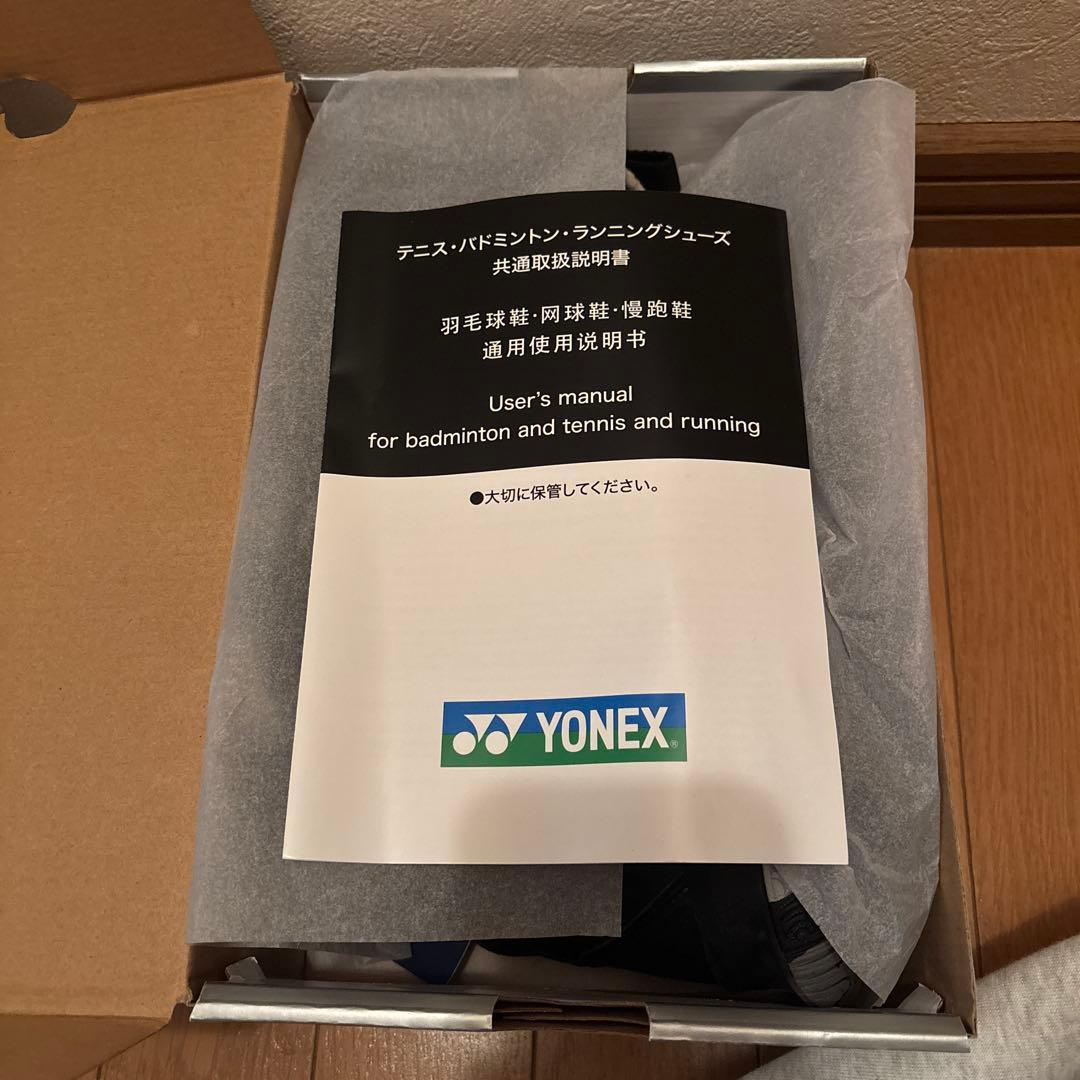 テニス・バドミントン・ランニングシューズ
共通取扱説明書
羽毛球鞋·网球鞋·慢跑鞋
通用使用说明书
User's manual
for badminton and tennis and running
●大切に保管してください。
YONEX®